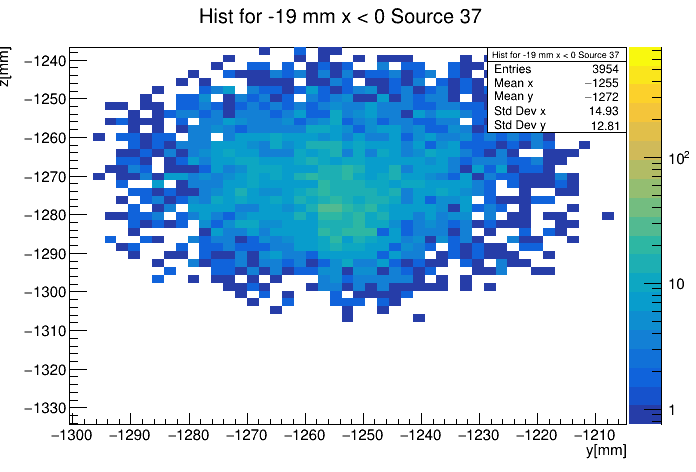 Hist for -19 mm x < 0 Source 37
z[mm]
−1240
−1250
−1260
−1270
−1280
−1290
−1300
−1310
−1320
−1330
Hist for -19 mm x < 0 Source 37
Entries 3954
Mean x −1255
Mean y −1272
Std Dev x 14.93
Std Dev y 12.81
10²
10
1
−1300 −1290 −1280 −1270 −1260 −1250 −1240 −1230 −1220 −1210
y[mm]